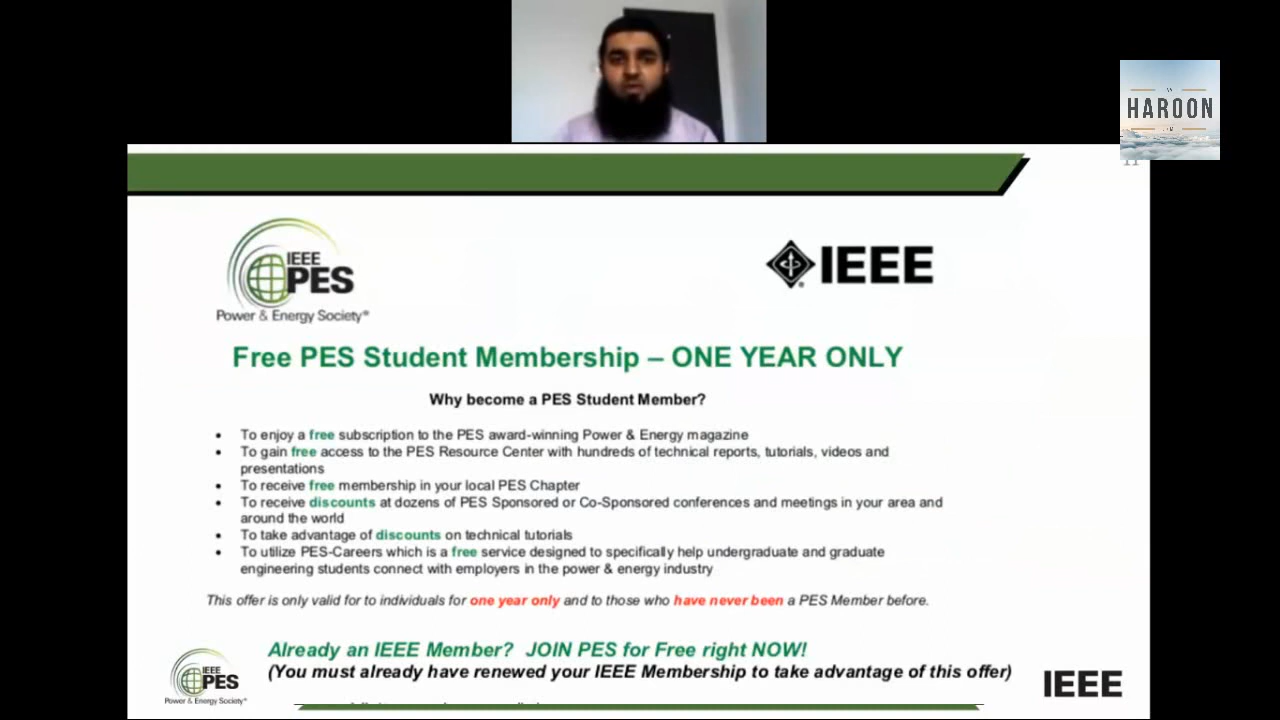 HAROON
11
IEEE
PES
Power & Energy Society®
IEEE
Free PES Student Membership – ONE YEAR ONLY
Why become a PES Student Member?
• To enjoy a free subscription to the PES award-winning Power & Energy magazine
• To gain free access to the PES Resource Center with hundreds of technical reports, tutorials, videos and
presentations
• To receive free membership in your local PES Chapter
• To receive discounts at dozens of PES Sponsored or Co-Sponsored conferences and meetings in your area and
around the world
• To take advantage of discounts on technical tutorials
• To utilize PES-Careers which is a free service designed to specifically help undergraduate and graduate
engineering students connect with employers in the power & energy industry
This offer is only valid for to individuals for one year only and to those who have never been a PES Member before.
Already an IEEE Member? JOIN PES for Free right NOW!
(You must already have renewed your IEEE Membership to take advantage of this offer)
IEEE
PES
Power & Energy Society®
IEEE